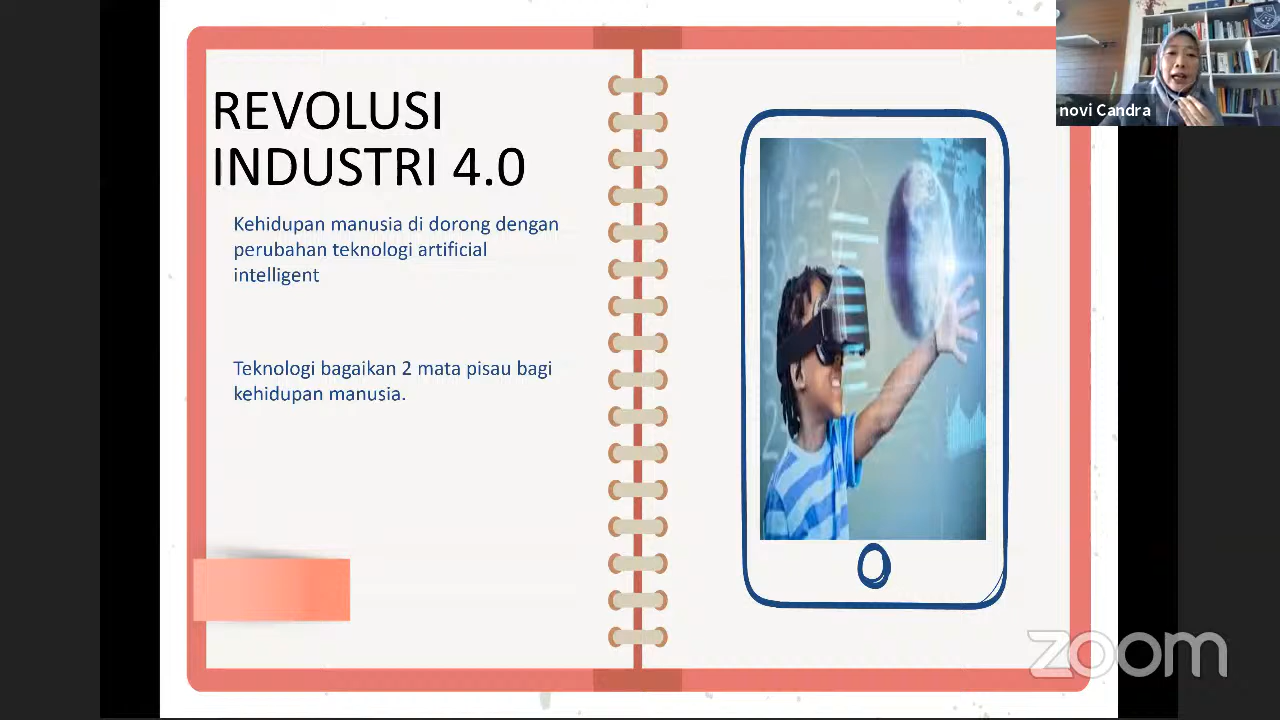 REVOLUSI
INDUSTRI 4.0
Kehidupan manusia di dorong dengan
perubahan teknologi artificial
intelligent
Teknologi bagaikan 2 mata pisau bagi
kehidupan manusia.
novi Candra
zoom